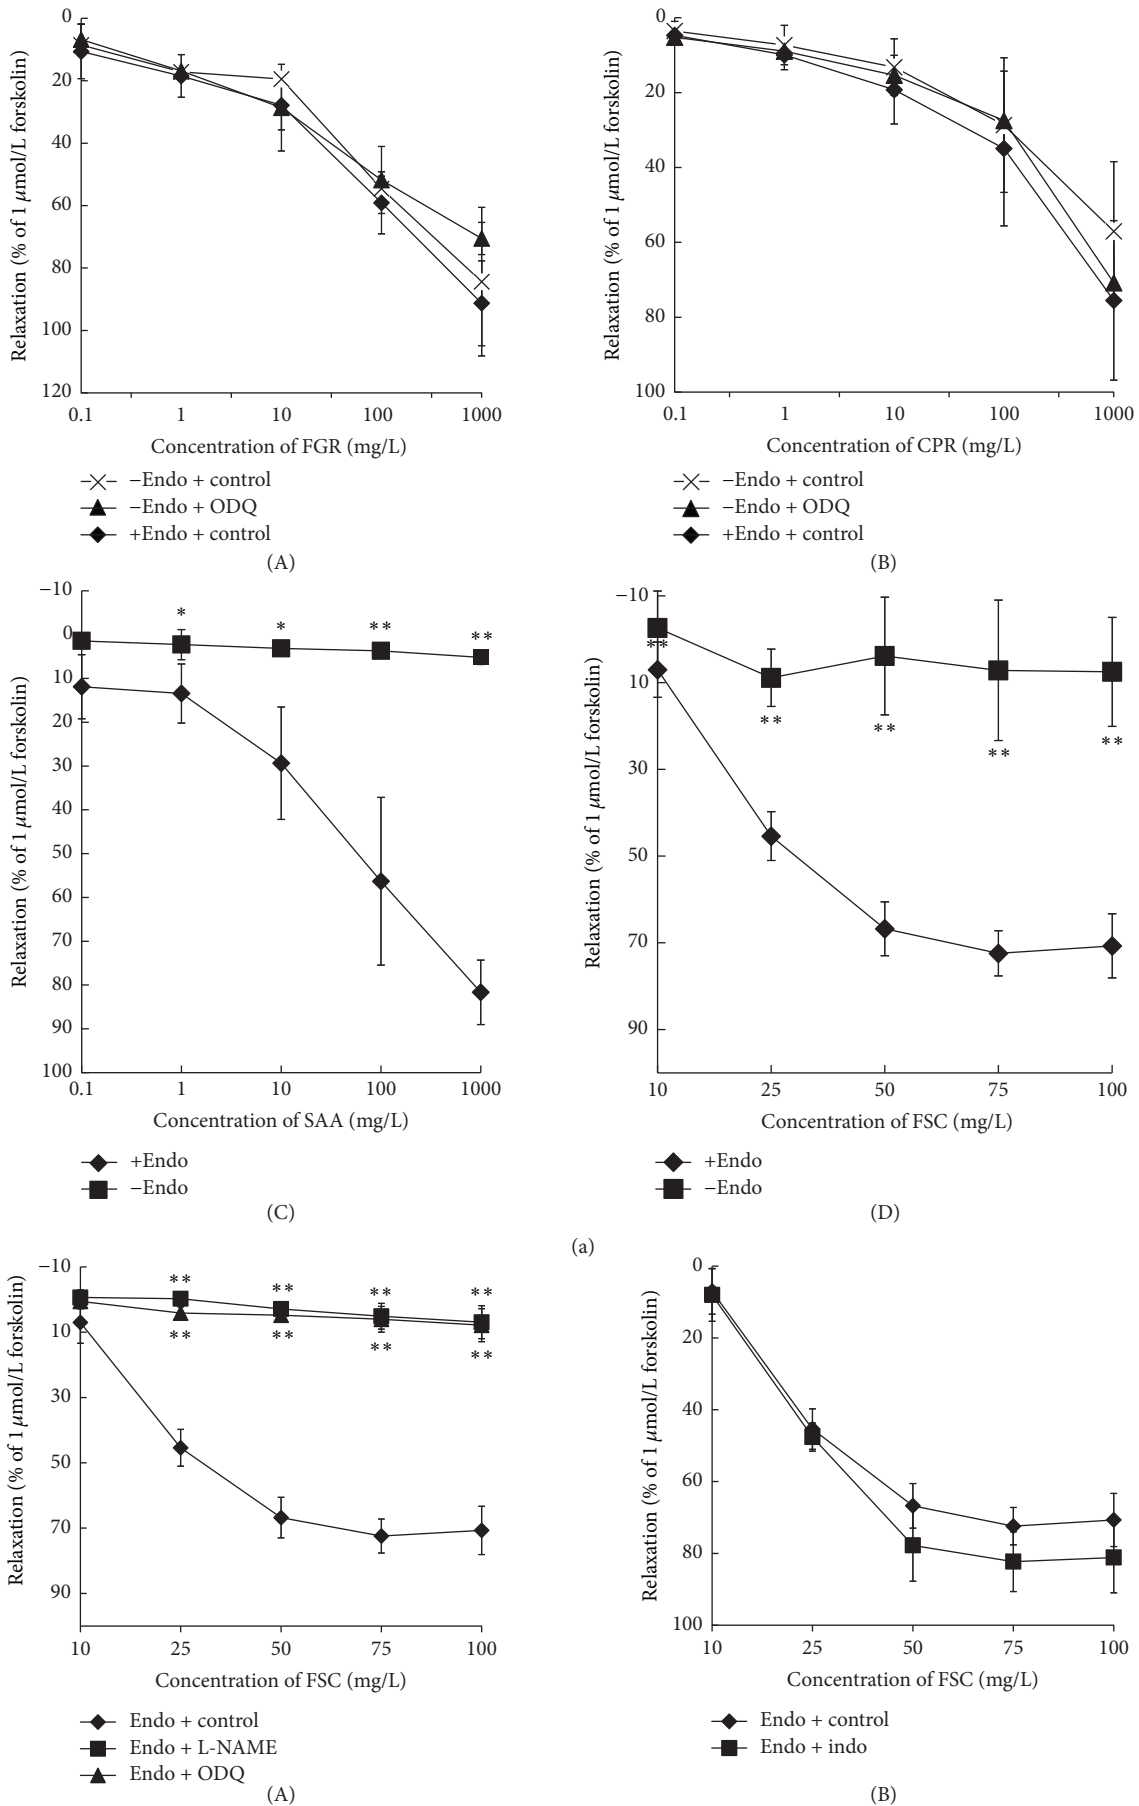 0
20
40
60
80
100
120
Relaxation (% of 1 μmol/L forskolin)
0.1 1 10 100 1000
Concentration of FGR (mg/L)
−Endo + control
−Endo + ODQ
+Endo + control
(A)
0
20
40
60
80
100
Relaxation (% of 1 μmol/L forskolin)
0.1 1 10 100 1000
Concentration of CPR (mg/L)
−Endo + control
−Endo + ODQ
+Endo + control
(B)
−10
0
10
20
30
40
50
60
70
80
90
100
Relaxation (% of 1 μmol/L forskolin)
* * ** **
0.1 1 10 100 1000
Concentration of SAA (mg/L)
+Endo
−Endo
(C)
−10
10
30
50
70
90
Relaxation (% of 1 μmol/L forskolin)
** ** ** ** **
10 25 50 75 100
Concentration of FSC (mg/L)
+Endo
−Endo
(D)
(a)
−10
10
30
50
70
90
Relaxation (% of 1 μmol/L forskolin)
** ** ** **
** ** ** **
10 25 50 75 100
Concentration of FSC (mg/L)
Endo + control
Endo + L-NAME
Endo + ODQ
(A)
0
20
40
60
80
100
Relaxation (% of 1 μmol/L forskolin)
10 25 50 75 100
Concentration of FSC (mg/L)
Endo + control
Endo + indo
(B)